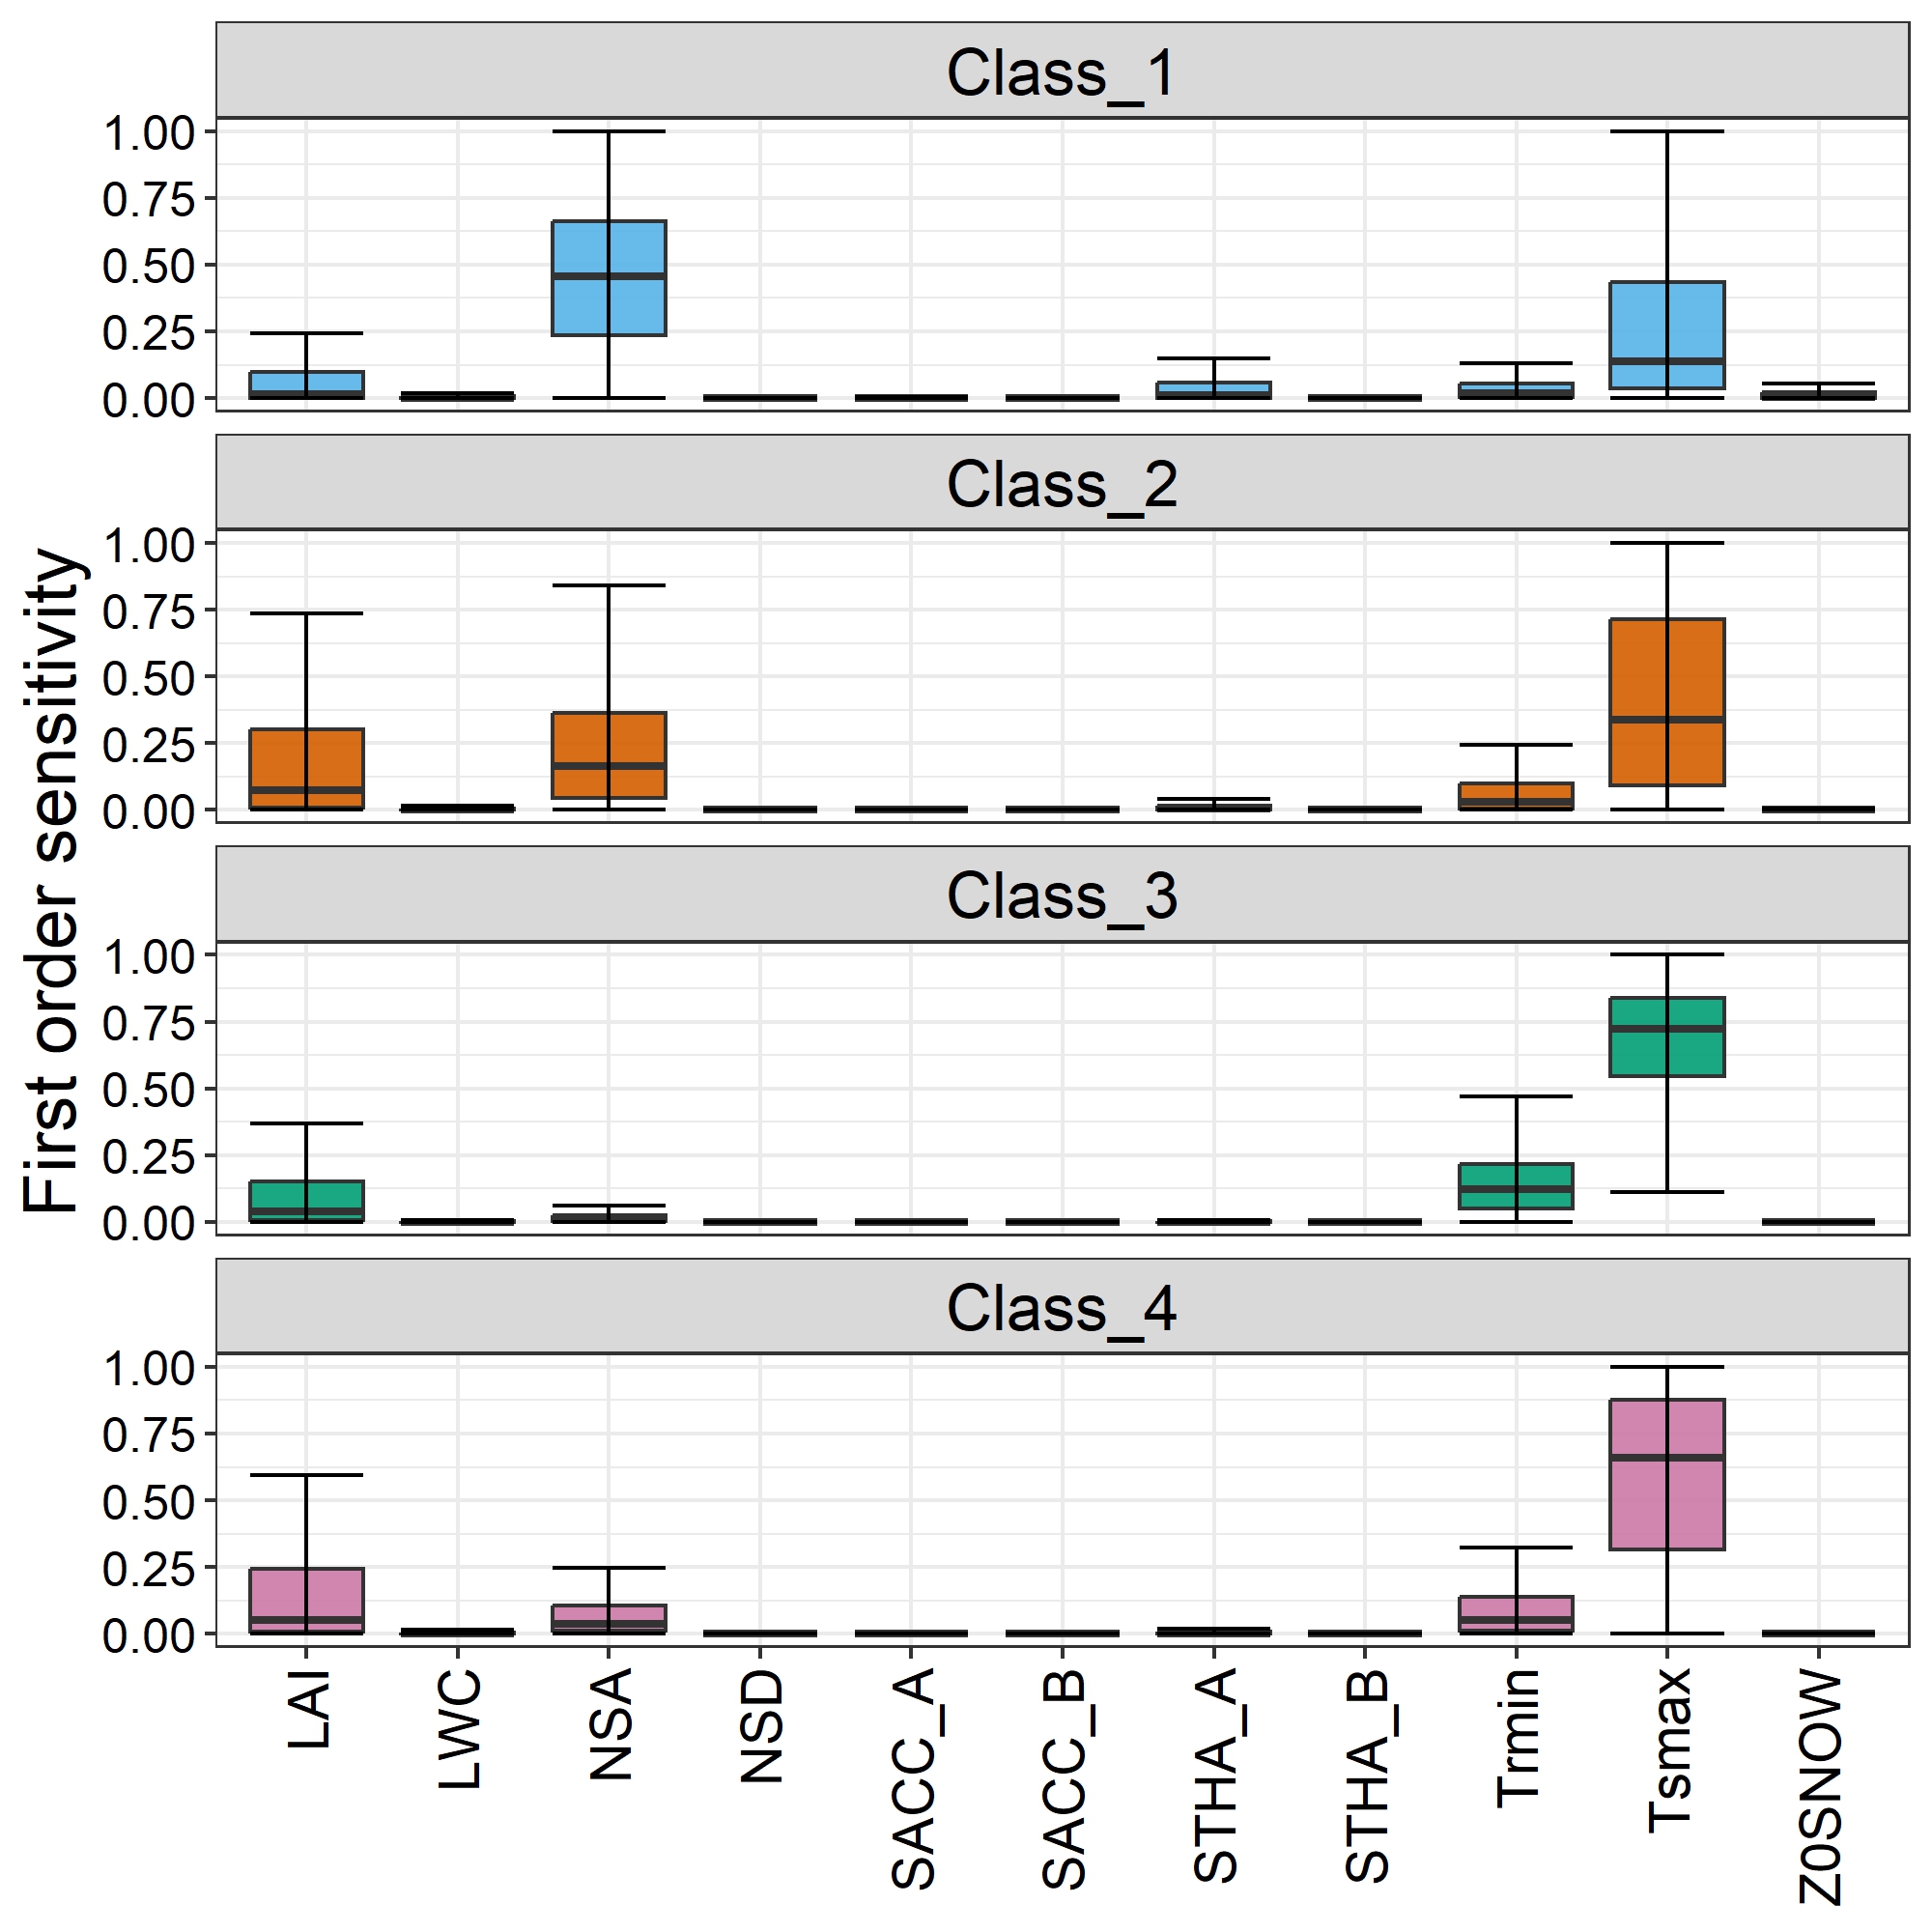 First order sensitivity
Class_1
1.00
0.75
0.50
0.25
0.00
Class_2
1.00
0.75
0.50
0.25
0.00
Class_3
1.00
0.75
0.50
0.25
0.00
Class_4
1.00
0.75
0.50
0.25
0.00
LAI
LWC
NSA
NSD
SACC_A
SACC_B
STHA_A
STHA_B
Trmin
Tsmax
Z0SNOW